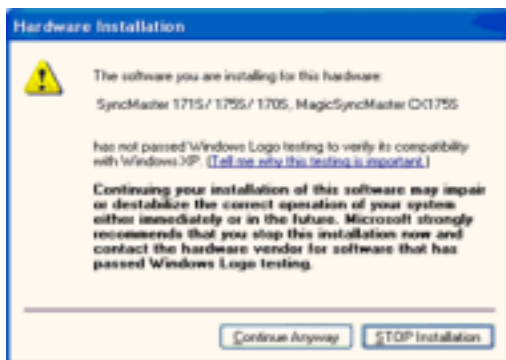 Hardware Installation
The software you are installing for this hardware:
SyncMaster 171S/ 175S/ 170S, MagicSyncMaster CX175S
has not passed Windows Logo testing to verify its compatibility
with Windows XP. (Tell me why this testing is important.)
Continuing your installation of this software may impair
or destabilize the correct operation of your system
either immediately or in the future. Microsoft strongly
recommends that you stop this installation now and
contact the hardware vendor for software that has
passed Windows Logo testing.
Continue Anyway
STOP Installation